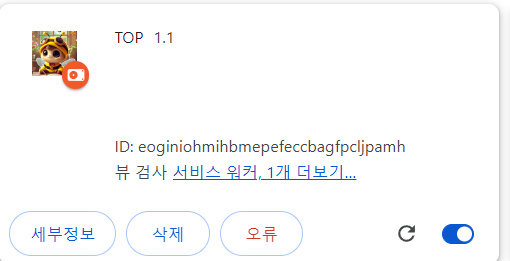 TOP 1.1
ID: eoginiohmihbmepefeccbagfpcljpamh
뷰 검사 서비스 워커, 1개 더보기...
세부정보 삭제 오류